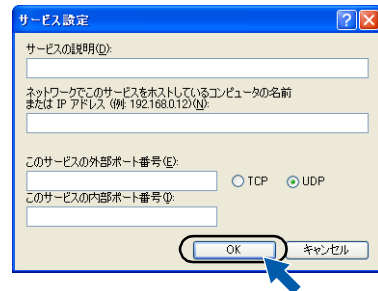 サービス設定
サービスの説明(D):
ネットワークでこのサービスをホストしているコンピュータの名前
または IP アドレス (例: 192.168.0.12)(N):
このサービスの外部ポート番号(E):
TCP UDP
このサービスの内部ポート番号(I):
OK キャンセル